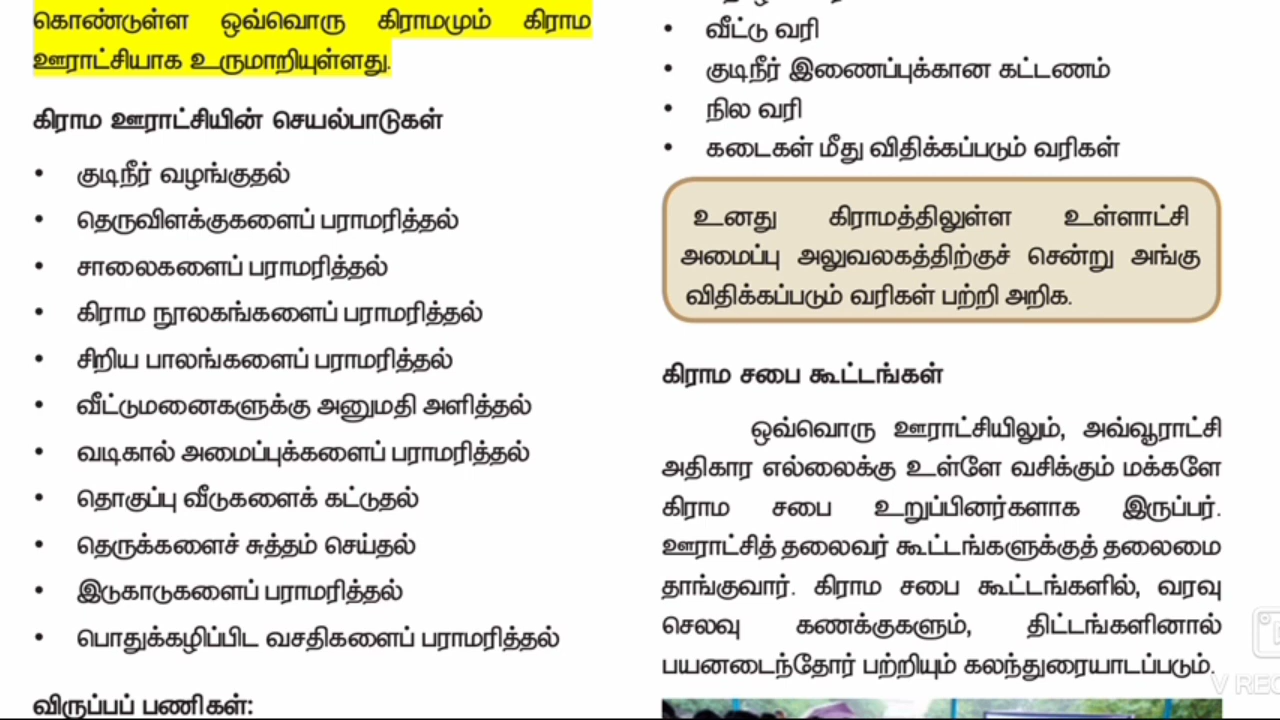 கொண்டுள்ள ஒவ்வொரு கிராமமும் கிராம
ஊராட்சியாக உருமாறியுள்ளது.
கிராம ஊராட்சியின் செயல்பாடுகள்
• குடிநீர் வழங்குதல்
• தெருவிளக்குகளைப் பராமரித்தல்
• சாலைகளைப் பராமரித்தல்
• கிராம நூலகங்களைப் பராமரித்தல்
• சிறிய பாலங்களைப் பராமரித்தல்
• வீட்டுமனைகளுக்கு அனுமதி அளித்தல்
• வடிகால் அமைப்புக்களைப் பராமரித்தல்
• தொகுப்பு வீடுகளைக் கட்டுதல்
• தெருக்களைச் சுத்தம் செய்தல்
• இடுகாடுகளைப் பராமரித்தல்
• பொதுக்கழிப்பிட வசதிகளைப் பராமரித்தல்
விருப்பப் பணிகள்:
• வீட்டு வரி
• குடிநீர் இணைப்புக்கான கட்டணம்
• நில வரி
• கடைகள் மீது விதிக்கப்படும் வரிகள்
உனது கிராமத்திலுள்ள உள்ளாட்சி
அமைப்பு அலுவலகத்திற்குச் சென்று அங்கு
விதிக்கப்படும் வரிகள் பற்றி அறிக.
கிராம சபை கூட்டங்கள்
ஒவ்வொரு ஊராட்சியிலும், அவ்வூராட்சி
அதிகார எல்லைக்கு உள்ளே வசிக்கும் மக்களே
கிராம சபை உறுப்பினர்களாக இருப்பர்.
ஊராட்சித் தலைவர் கூட்டங்களுக்குத் தலைமை
தாங்குவார். கிராம சபை கூட்டங்களில், வரவு
செலவு கணக்குகளும், திட்டங்களினால்
பயனடைந்தோர் பற்றியும் கலந்துரையாடப்படும்.